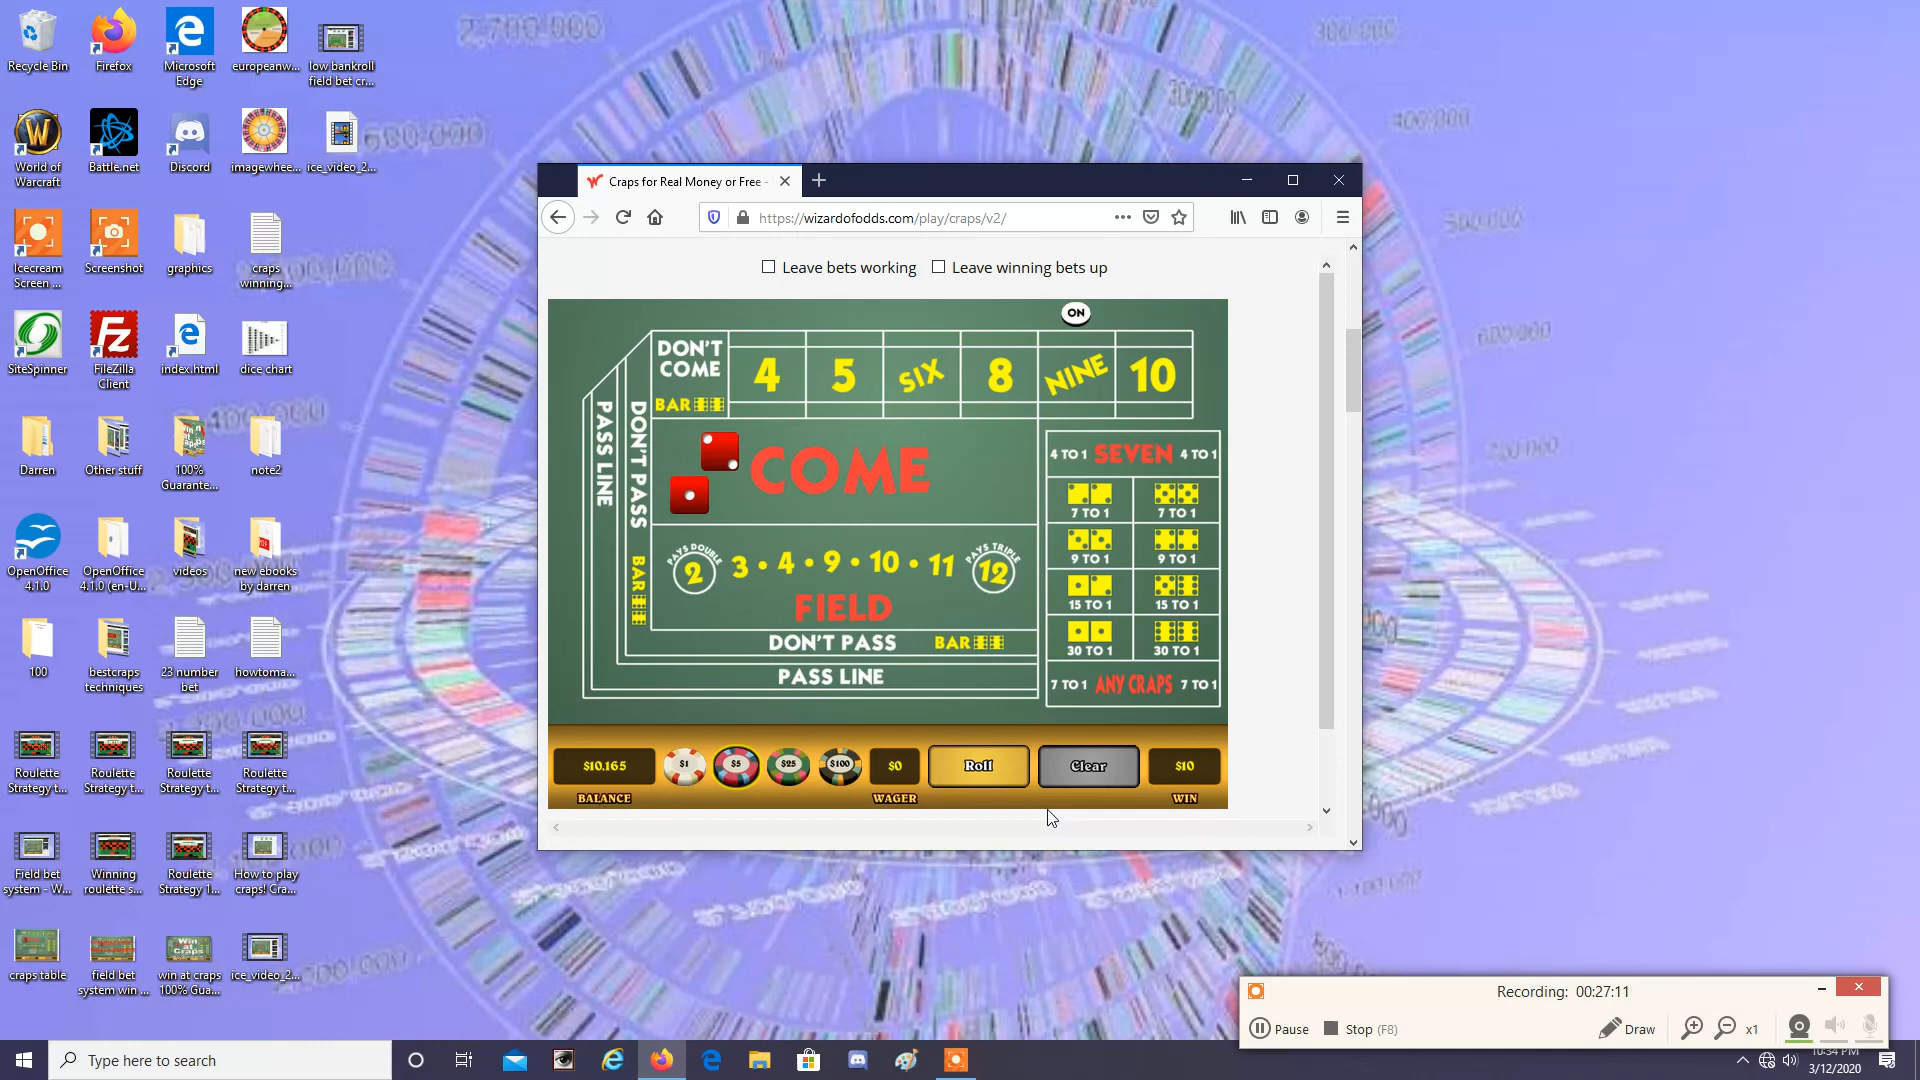 Recycle Bin
Firefox
Microsoft
Edge
europeanw...
low bankroll
field bet cr...
World of
Warcraft
Battle.net
Discord
imagewhee...
ice_video_2...
Icecream
Screen ...
Screenshot
graphics
craps
winning...
SiteSpinner
FileZilla
Client
index.html
dice chart
Darren
Other stuff
100%
Guarante...
note2
OpenOffice
4.1.0
OpenOffice
4.1.0 (en-U...
videos
new ebooks
by darren
100
bestcraps
techniques
23 number
bet
howtoma...
Roulette
Strategy t...
Roulette
Strategy t...
Roulette
Strategy t...
Roulette
Strategy t...
Field bet
system - W...
Winning
roulette s...
Roulette
Strategy 1...
How to play
craps! Cra...
craps table
field bet
system win ...
win at craps
100% Gua...
ice_video_2...
2,700,000
300,000
Craps for Real Money or Free -
https://wizardofodds.com/play/craps/v2/
Leave bets working
Leave winning bets up
ON
DON'T
COME
BAR
4
5
SIX
8
NINE
10
PASS LINE
DON'T PASS
BAR
COME
PAYS DOUBLE
2
3 • 4 • 9 • 10 • 11
PAYS TRIPLE
12
FIELD
DON'T PASS
BAR
PASS LINE
4 TO 1 SEVEN 4 TO 1
7 TO 1
7 TO 1
9 TO 1
9 TO 1
15 TO 1
15 TO 1
30 TO 1
30 TO 1
7 TO 1 ANY CRAPS 7 TO 1
$10,165
$1
$5
$25
$100
$0
Roll
Clear
$10
BALANCE
WAGER
WIN
Recording: 00:27:11
Pause
Stop (F8)
Draw
x1
Type here to search
10:34 PM
3/12/2020